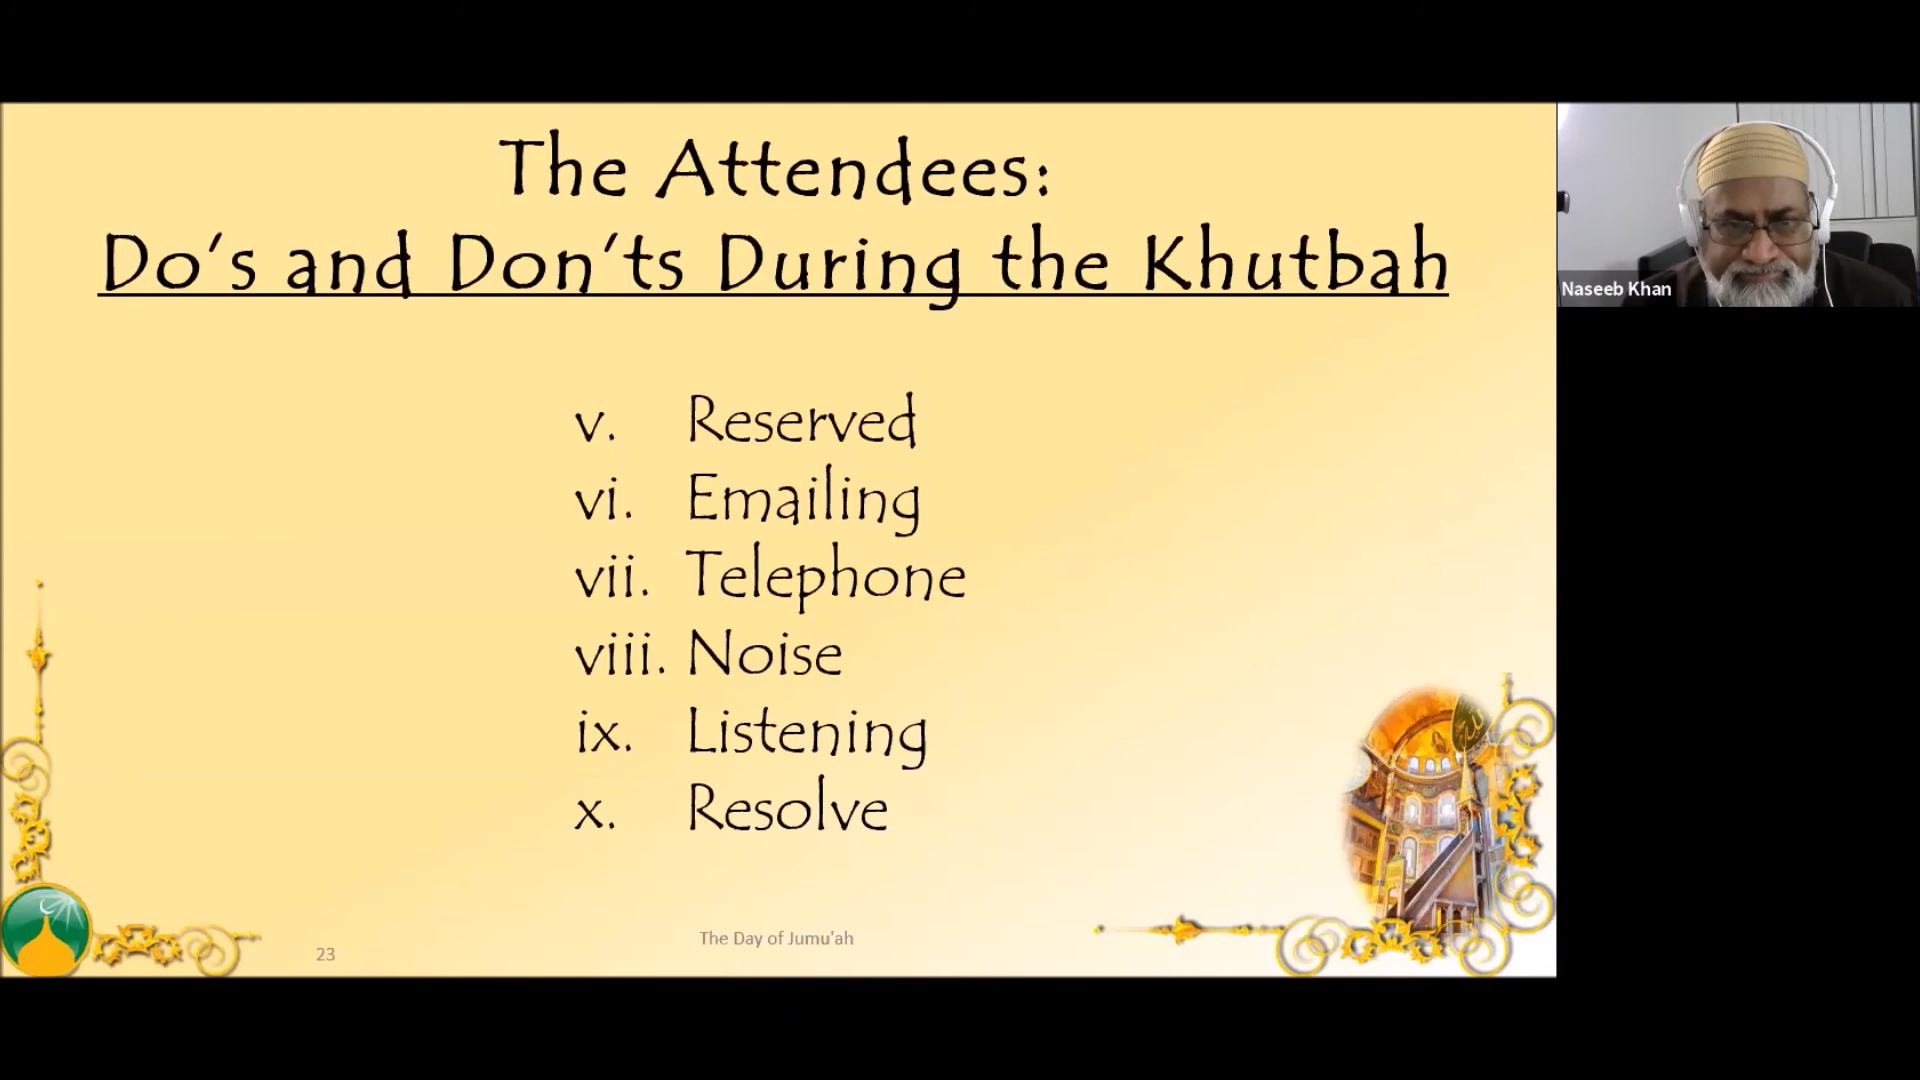 The Attendees:
Do's and Don'ts During the Khutbah
v. Reserved
vi. Emailing
vii. Telephone
viii. Noise
ix. Listening
x. Resolve
23
The Day of Jumu'ah
Naseeb Khan